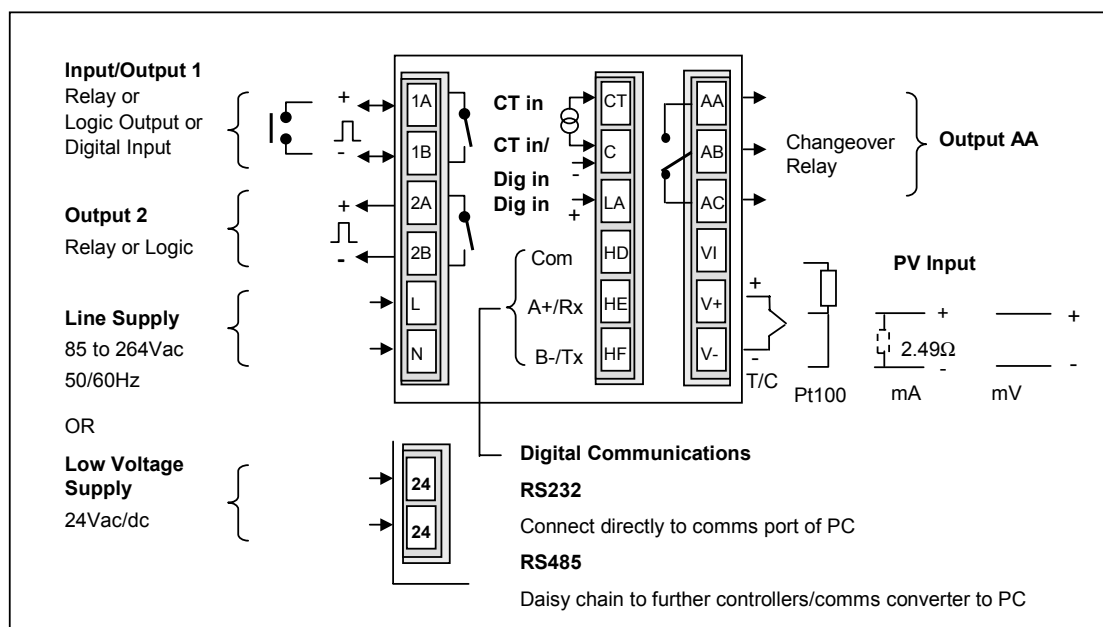 Input/Output 1
Relay or
Logic Output or
Digital Input
+
-
Output 2
Relay or Logic
+
-
Line Supply
85 to 264Vac
50/60Hz
OR
Low Voltage
Supply
24Vac/dc
1A
1B
2A
2B
L
N
24
24
CT in
CT in/
-
Dig in
Dig in
+
Com
A+/Rx
B-/Tx
CT
C
LA
HD
HE
HF
AA
AB
AC
VI
V+
V-
Changeover
Relay
Output AA
PV Input
+
-
T/C
Pt100
+
2.49Ω
-
mA
+
-
mV
Digital Communications
RS232
Connect directly to comms port of PC
RS485
Daisy chain to further controllers/comms converter to PC